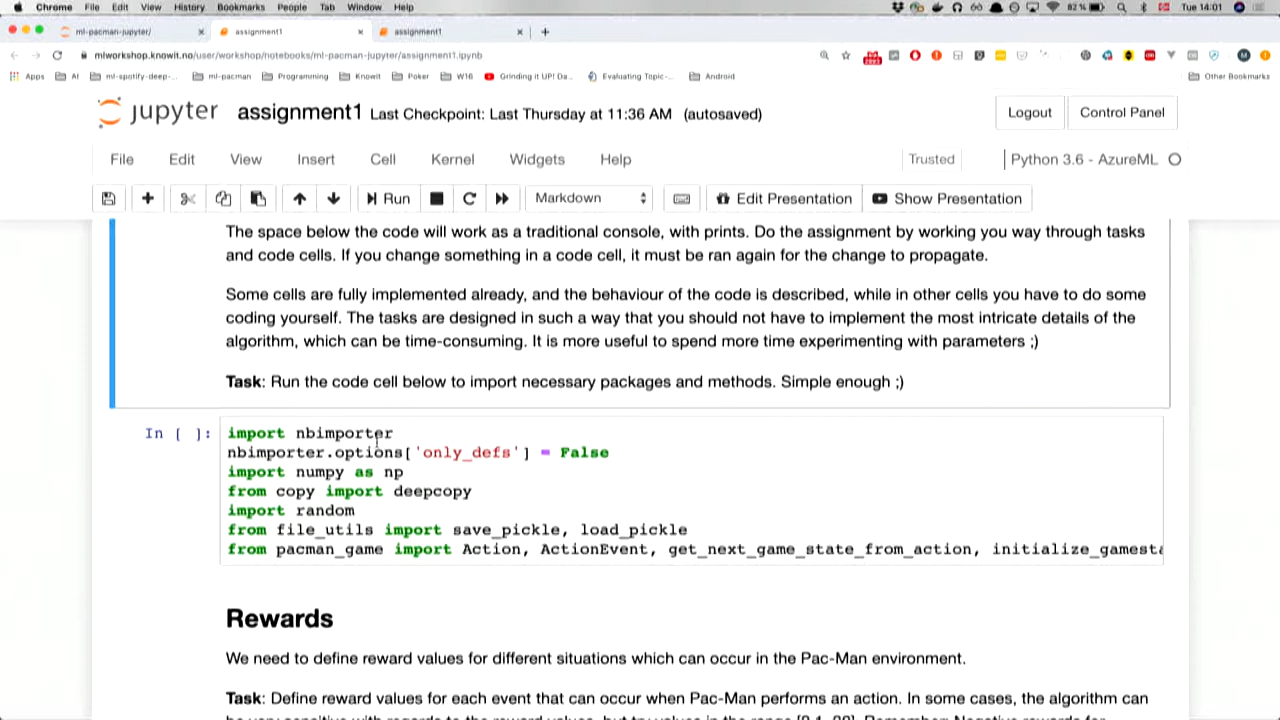 Chrome File Edit View History Bookmarks People Tab Window Help 82% Tue 14:01
ml-pacman-jupyter/ assignment1 assignment1
mlworkshop.knowit.no/user/workshop/notebooks/ml-pacman-jupyter/assignment1.ipynb
Apps AI ml-spotify-deep-... ml-pacman Programming Knowit Poker W16 Grinding it UP! Da... Evaluating Topic-... Android Other Bookmarks
jupyter assignment1 Last Checkpoint: Last Thursday at 11:36 AM (autosaved) Logout Control Panel
File Edit View Insert Cell Kernel Widgets Help Trusted Python 3.6 - AzureML
Run Markdown Edit Presentation Show Presentation
The space below the code will work as a traditional console, with prints. Do the assignment by working you way through tasks
and code cells. If you change something in a code cell, it must be ran again for the change to propagate.
Some cells are fully implemented already, and the behaviour of the code is described, while in other cells you have to do some
coding yourself. The tasks are designed in such a way that you should not have to implement the most intricate details of the
algorithm, which can be time-consuming. It is more useful to spend more time experimenting with parameters ;)
Task: Run the code cell below to import necessary packages and methods. Simple enough ;)
In [ ]: import nbimporter
nbimporter.options['only_defs'] = False
import numpy as np
from copy import deepcopy
import random
from file_utils import save_pickle, load_pickle
from pacman_game import Action, ActionEvent, get_next_game_state_from_action, initialize_gamest
Rewards
We need to define reward values for different situations which can occur in the Pac-Man environment.
Task: Define reward values for each event that can occur when Pac-Man performs an action. In some cases, the algorithm can